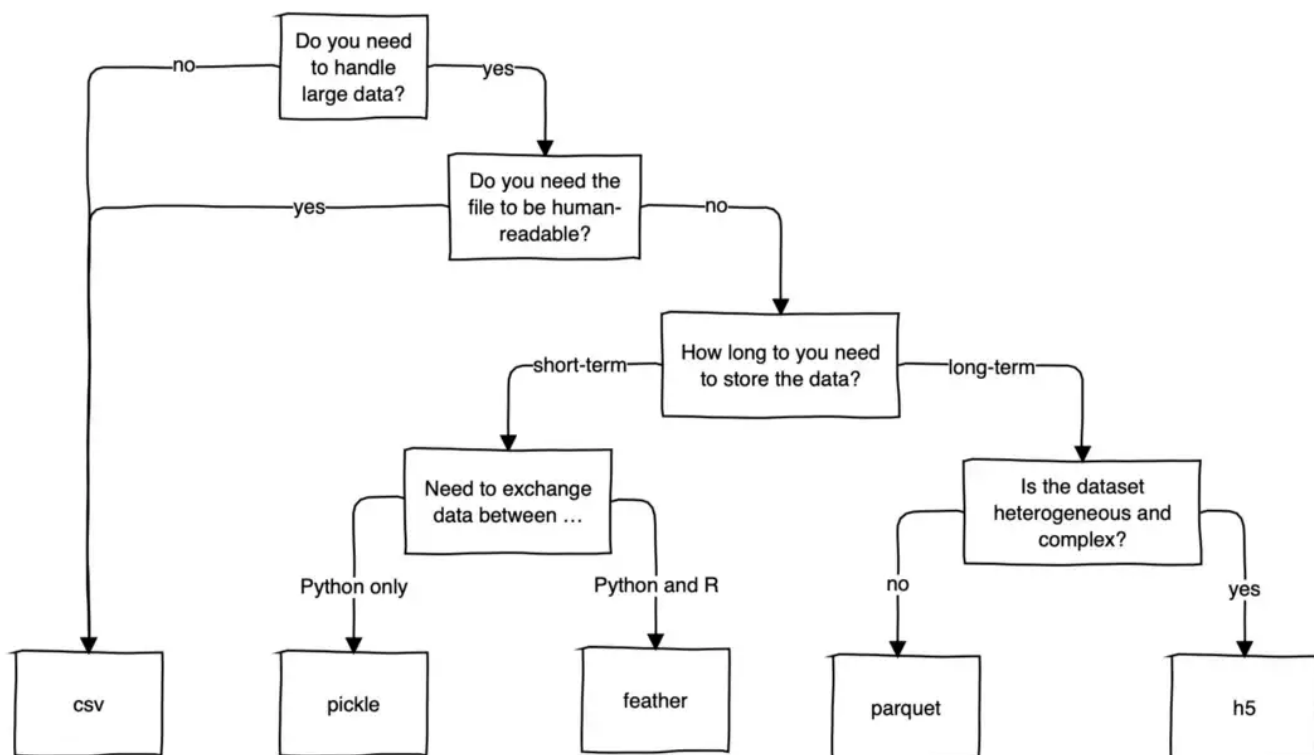 Do you need
to handle
large data?
no
yes
Do you need the
file to be human-
readable?
yes
no
How long to you need
to store the data?
short-term
long-term
Need to exchange
data between ...
Is the dataset
heterogeneous and
complex?
Python only
Python and R
no
yes
csv
pickle
feather
parquet
h5